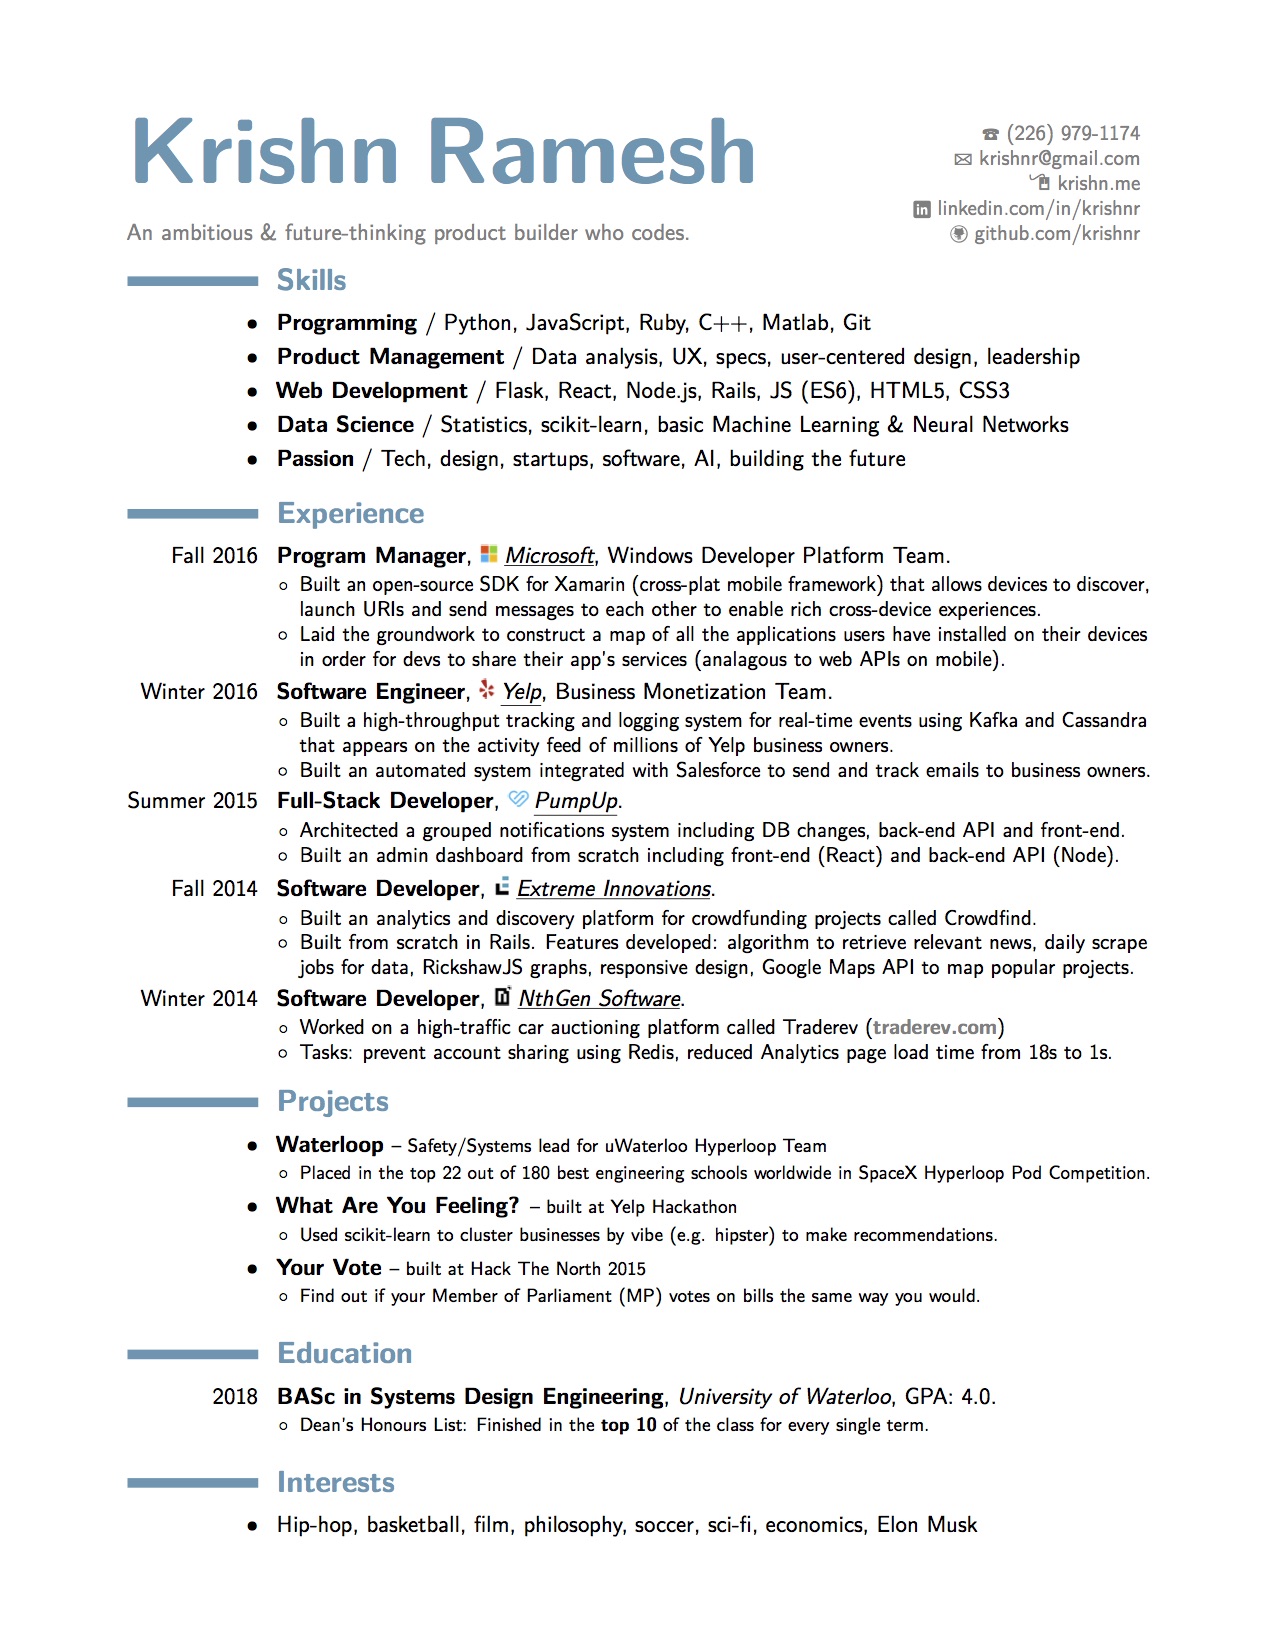 Krishn Ramesh
An ambitious & future-thinking product builder who codes.
(226) 979-1174
krishnr@gmail.com
krishn.me
linkedin.com/in/krishnr
github.com/krishnr
Skills
• Programming / Python, JavaScript, Ruby, C++, Matlab, Git
• Product Management / Data analysis, UX, specs, user-centered design, leadership
• Web Development / Flask, React, Node.js, Rails, JS (ES6), HTML5, CSS3
• Data Science / Statistics, scikit-learn, basic Machine Learning & Neural Networks
• Passion / Tech, design, startups, software, AI, building the future
Experience
Fall 2016 Program Manager, Microsoft, Windows Developer Platform Team.
◦ Built an open-source SDK for Xamarin (cross-plat mobile framework) that allows devices to discover,
launch URIs and send messages to each other to enable rich cross-device experiences.
◦ Laid the groundwork to construct a map of all the applications users have installed on their devices
in order for devs to share their app's services (analagous to web APIs on mobile).
Winter 2016 Software Engineer, Yelp, Business Monetization Team.
◦ Built a high-throughput tracking and logging system for real-time events using Kafka and Cassandra
that appears on the activity feed of millions of Yelp business owners.
◦ Built an automated system integrated with Salesforce to send and track emails to business owners.
Summer 2015 Full-Stack Developer, PumpUp.
◦ Architected a grouped notifications system including DB changes, back-end API and front-end.
◦ Built an admin dashboard from scratch including front-end (React) and back-end API (Node).
Fall 2014 Software Developer, Extreme Innovations.
◦ Built an analytics and discovery platform for crowdfunding projects called Crowdfind.
◦ Built from scratch in Rails. Features developed: algorithm to retrieve relevant news, daily scrape
jobs for data, RickshawJS graphs, responsive design, Google Maps API to map popular projects.
Winter 2014 Software Developer, NthGen Software.
◦ Worked on a high-traffic car auctioning platform called Traderev (traderev.com)
◦ Tasks: prevent account sharing using Redis, reduced Analytics page load time from 18s to 1s.
Projects
• Waterloop – Safety/Systems lead for uWaterloo Hyperloop Team
◦ Placed in the top 22 out of 180 best engineering schools worldwide in SpaceX Hyperloop Pod Competition.
• What Are You Feeling? – built at Yelp Hackathon
◦ Used scikit-learn to cluster businesses by vibe (e.g. hipster) to make recommendations.
• Your Vote – built at Hack The North 2015
◦ Find out if your Member of Parliament (MP) votes on bills the same way you would.
Education
2018 BASc in Systems Design Engineering, University of Waterloo, GPA: 4.0.
◦ Dean's Honours List: Finished in the top 10 of the class for every single term.
Interests
• Hip-hop, basketball, film, philosophy, soccer, sci-fi, economics, Elon Musk